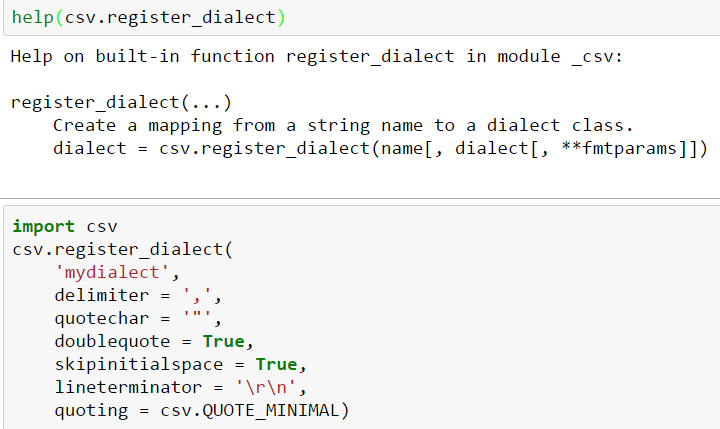 help(csv.register_dialect)
Help on built-in function register_dialect in module _csv:
register_dialect(...)
    Create a mapping from a string name to a dialect class.
    dialect = csv.register_dialect(name[, dialect[, **fmtparams]])
import csv
csv.register_dialect(
    'mydialect',
    delimiter = ',',
    quotechar = '"',
    doublequote = True,
    skipinitialspace = True,
    lineterminator = '\r\n',
    quoting = csv.QUOTE_MINIMAL)